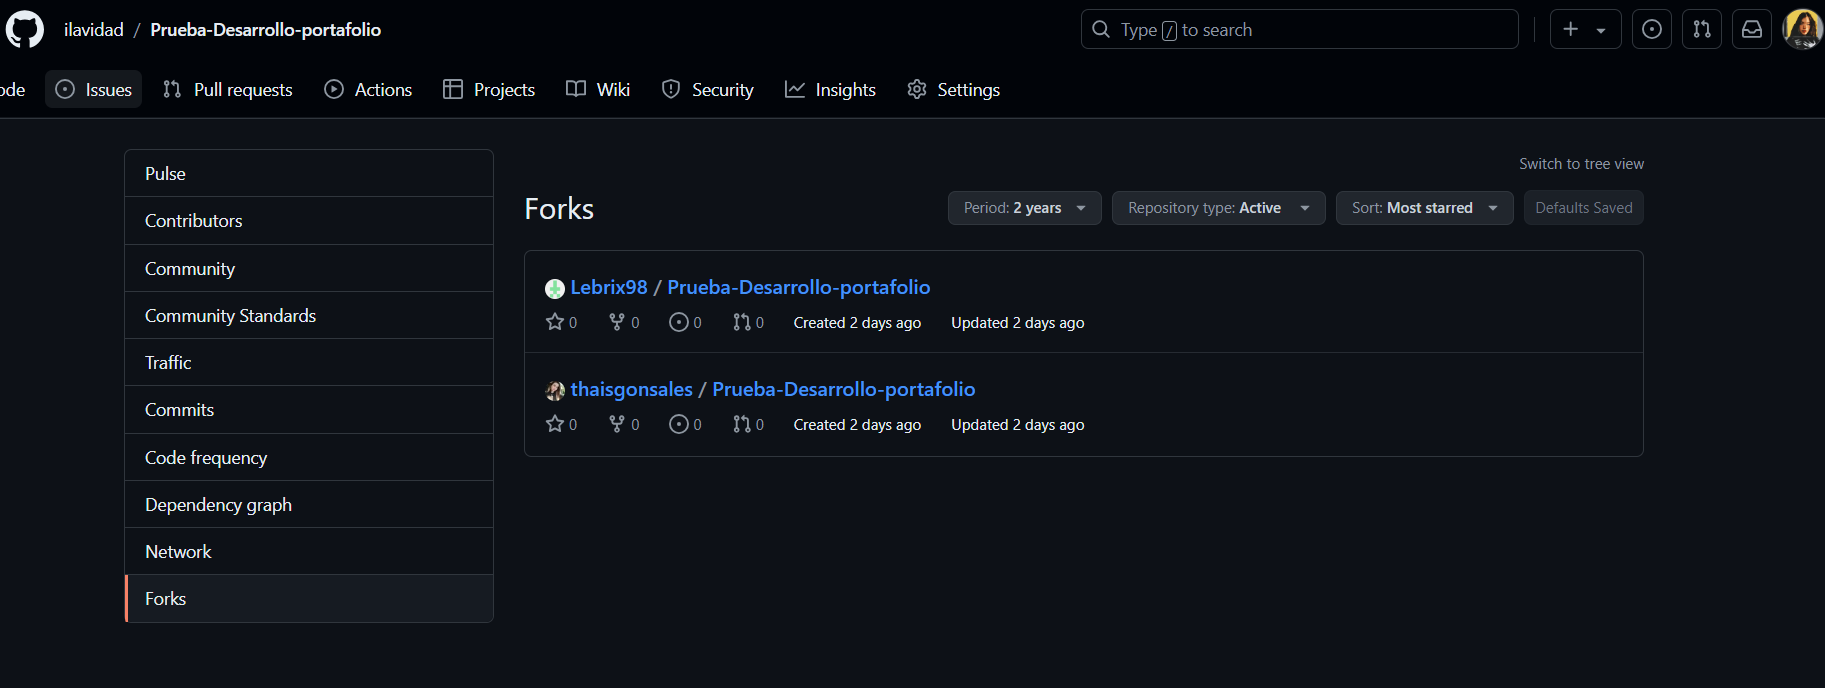 ilavidad / Prueba-Desarrollo-portafolio
Type / to search
ode Issues Pull requests Actions Projects Wiki Security Insights Settings
Pulse
Contributors
Community
Community Standards
Traffic
Commits
Code frequency
Dependency graph
Network
Forks
Switch to tree view
Forks
Period: 2 years Repository type: Active Sort: Most starred Defaults Saved
Lebrix98 / Prueba-Desarrollo-portafolio
0 0 0 0 Created 2 days ago Updated 2 days ago
thaisgonsales / Prueba-Desarrollo-portafolio
0 0 0 0 Created 2 days ago Updated 2 days ago